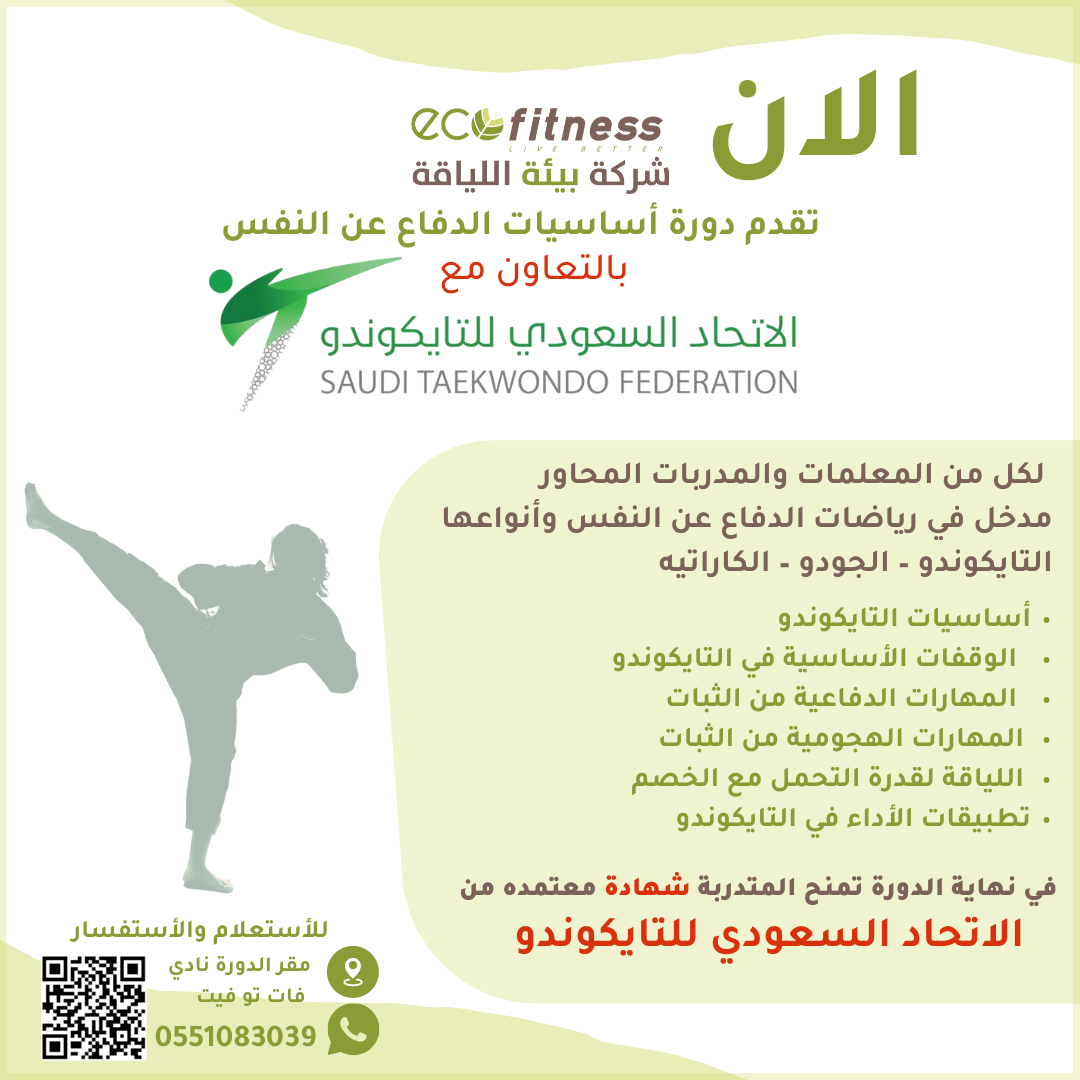 الان
ecofitness
LIVE BETTER
شركة بيئة اللياقة
تقدم دورة أساسيات الدفاع عن النفس
بالتعاون مع
الاتحاد السعودي للتايكوندو
SAUDI TAEKWONDO FEDERATION
لكل من المعلمات والمدربات المحاور
مدخل في رياضات الدفاع عن النفس وأنواعها
التايكوندو - الجودو - الكاراتيه
• أساسيات التايكوندو
• الوقفات الأساسية في التايكوندو
• المهارات الدفاعية من الثبات
• المهارات الهجومية من الثبات
• اللياقة لقدرة التحمل مع الخصم
• تطبيقات الأداء في التايكوندو
في نهاية الدورة تمنح المتدربة شهادة معتمده من
الاتحاد السعودي للتايكوندو
للأستعلام والأستفسار
مقر الدورة نادي
فات تو فيت
0551083039